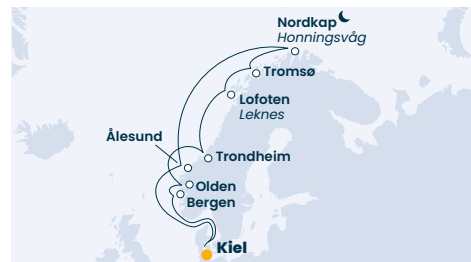 Nordkap
Honningsvåg
Tromsø
Lofoten
Leknes
Ålesund
Trondheim
Olden
Bergen
Kiel